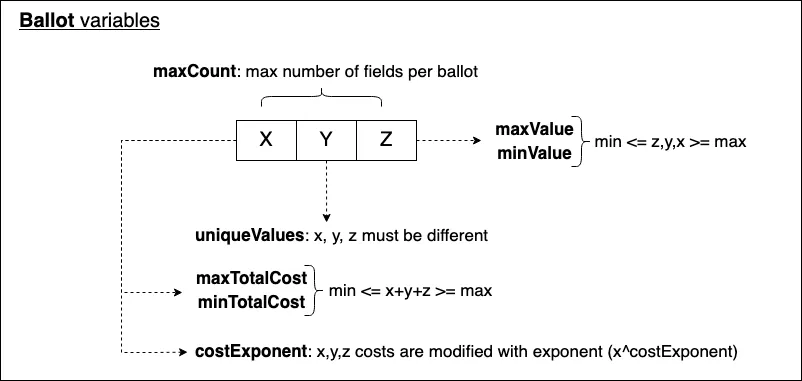 Ballot variables
maxCount: max number of fields per ballot
X Y Z
maxValue
minValue
min <= z,y,x >= max
uniqueValues: x, y, z must be different
maxTotalCost
minTotalCost
min <= x+y+z >= max
costExponent: x,y,z costs are modified with exponent (x^costExponent)